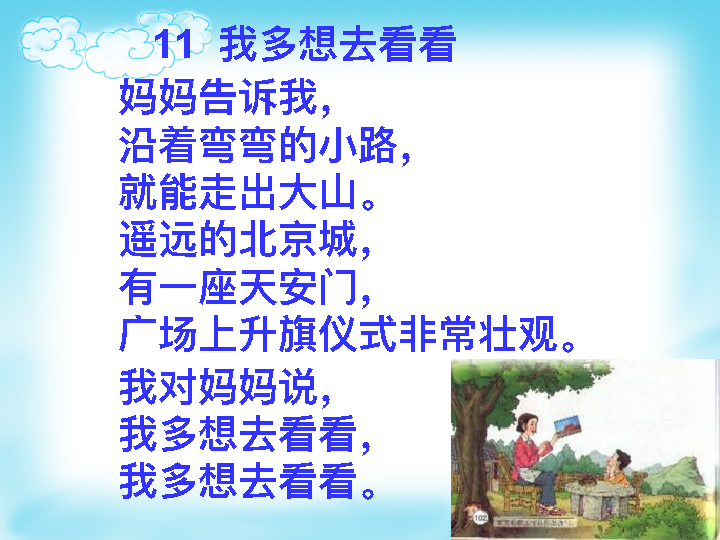 11 我多想去看看
妈妈告诉我，
沿着弯弯的小路，
就能走出大山。
遥远的北京城，
有一座天安门，
广场上升旗仪式非常壮观。
我对妈妈说，
我多想去看看，
我多想去看看。
102